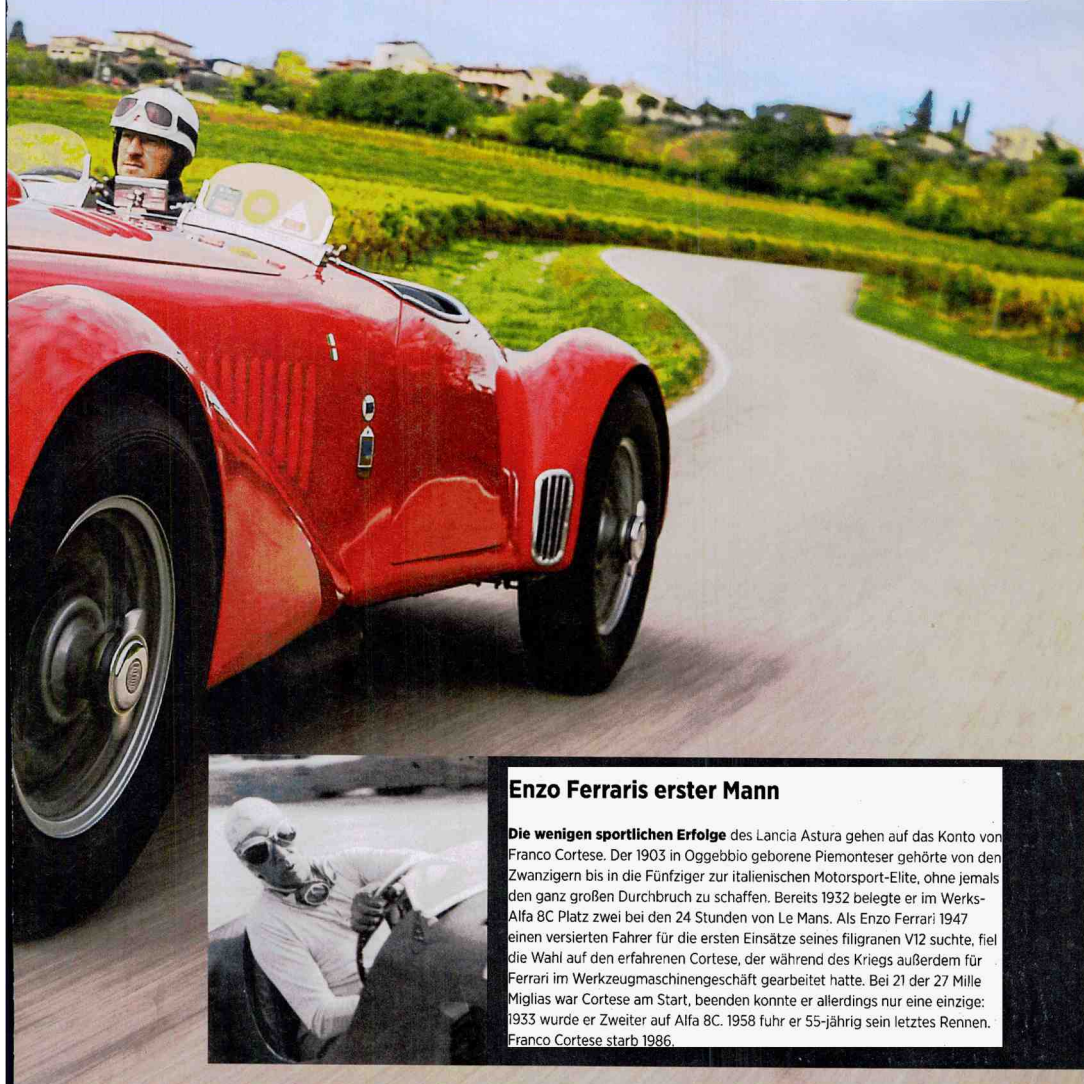 Enzo Ferraris erster Mann
Die wenigen sportlichen Erfolge des Lancia Astura gehen auf das Konto von
Franco Cortese. Der 1903 in Oggebbio geborene Piemonteser gehörte von den
Zwanzigern bis in die Fünfziger zur italienischen Motorsport-Elite, ohne jemals
den ganz großen Durchbruch zu schaffen. Bereits 1932 belegte er im Werks-
Alfa 8C Platz zwei bei den 24 Stunden von Le Mans. Als Enzo Ferrari 1947
einen versierten Fahrer für die ersten Einsätze seines filigranen V12 suchte, fiel
die Wahl auf den erfahrenen Cortese, der während des Kriegs außerdem für
Ferrari im Werkzeugmaschinengeschäft gearbeitet hatte. Bei 21 der 27 Mille
Miglias war Cortese am Start, beenden konnte er allerdings nur eine einzige:
1933 wurde er Zweiter auf Alfa 8C. 1958 fuhr er 55-jährig sein letztes Rennen.
Franco Cortese starb 1986.